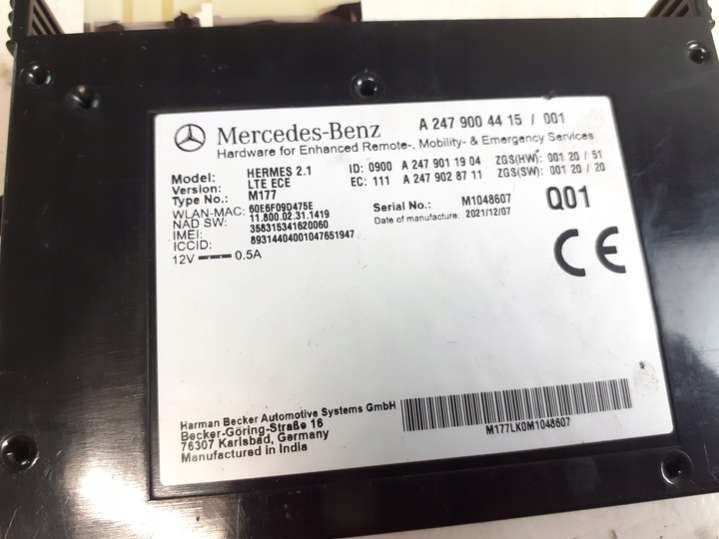 Mercedes-Benz A 247 900 44 15 / 001
Hardware for Enhanced Remote-, Mobility- & Emergency Services
Model: HERMES 2.1 ID: 0900 A 247 901 19 04 ZGS(HW): 001 20 / 51
Version: LTE ECE EC: 111 A 247 902 87 11 ZGS(SW): 001 20 / 20
Type No.: M177
WLAN-MAC: 60E6F09D475E Serial No.: M1048607 Q01
NAD SW: 11.800.02.31.1419 Date of manufacture: 2021/12/07
IMEI: 358315341620060
ICCID: 89314404001047651947
12V 0.5A
CE
Harman Becker Automotive Systems GmbH
Becker-Göring-Straße 16
76307 Karlsbad, Germany
Manufactured in India
M177LK0M1048607